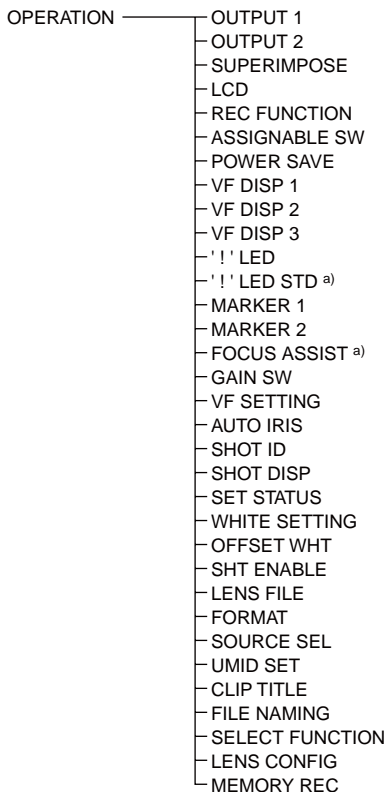 OPERATION
OUTPUT 1
OUTPUT 2
SUPERIMPOSE
LCD
REC FUNCTION
ASSIGNABLE SW
POWER SAVE
VF DISP 1
VF DISP 2
VF DISP 3
' ! ' LED
' ! ' LED STD a)
MARKER 1
MARKER 2
FOCUS ASSIST a)
GAIN SW
VF SETTING
AUTO IRIS
SHOT ID
SHOT DISP
SET STATUS
WHITE SETTING
OFFSET WHT
SHT ENABLE
LENS FILE
FORMAT
SOURCE SEL
UMID SET
CLIP TITLE
FILE NAMING
SELECT FUNCTION
LENS CONFIG
MEMORY REC